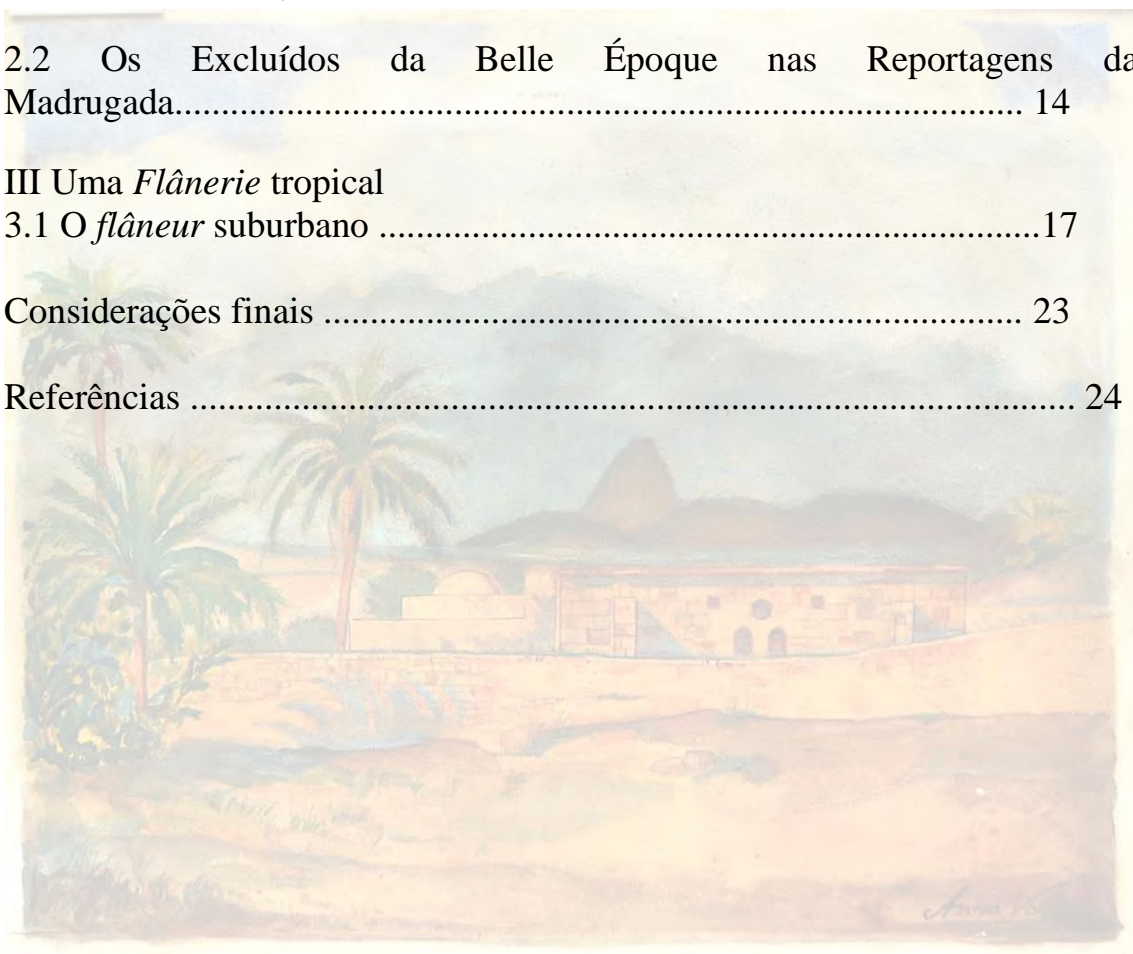 2.2 Os Excluídos da Belle Époque nas Reportagens da
Madrugada.................................................................................. 14
III Uma Flânerie tropical
3.1 O flâneur suburbano ................................................................17
Considerações finais ................................................................... 23
Referências ..................................................................................... 24